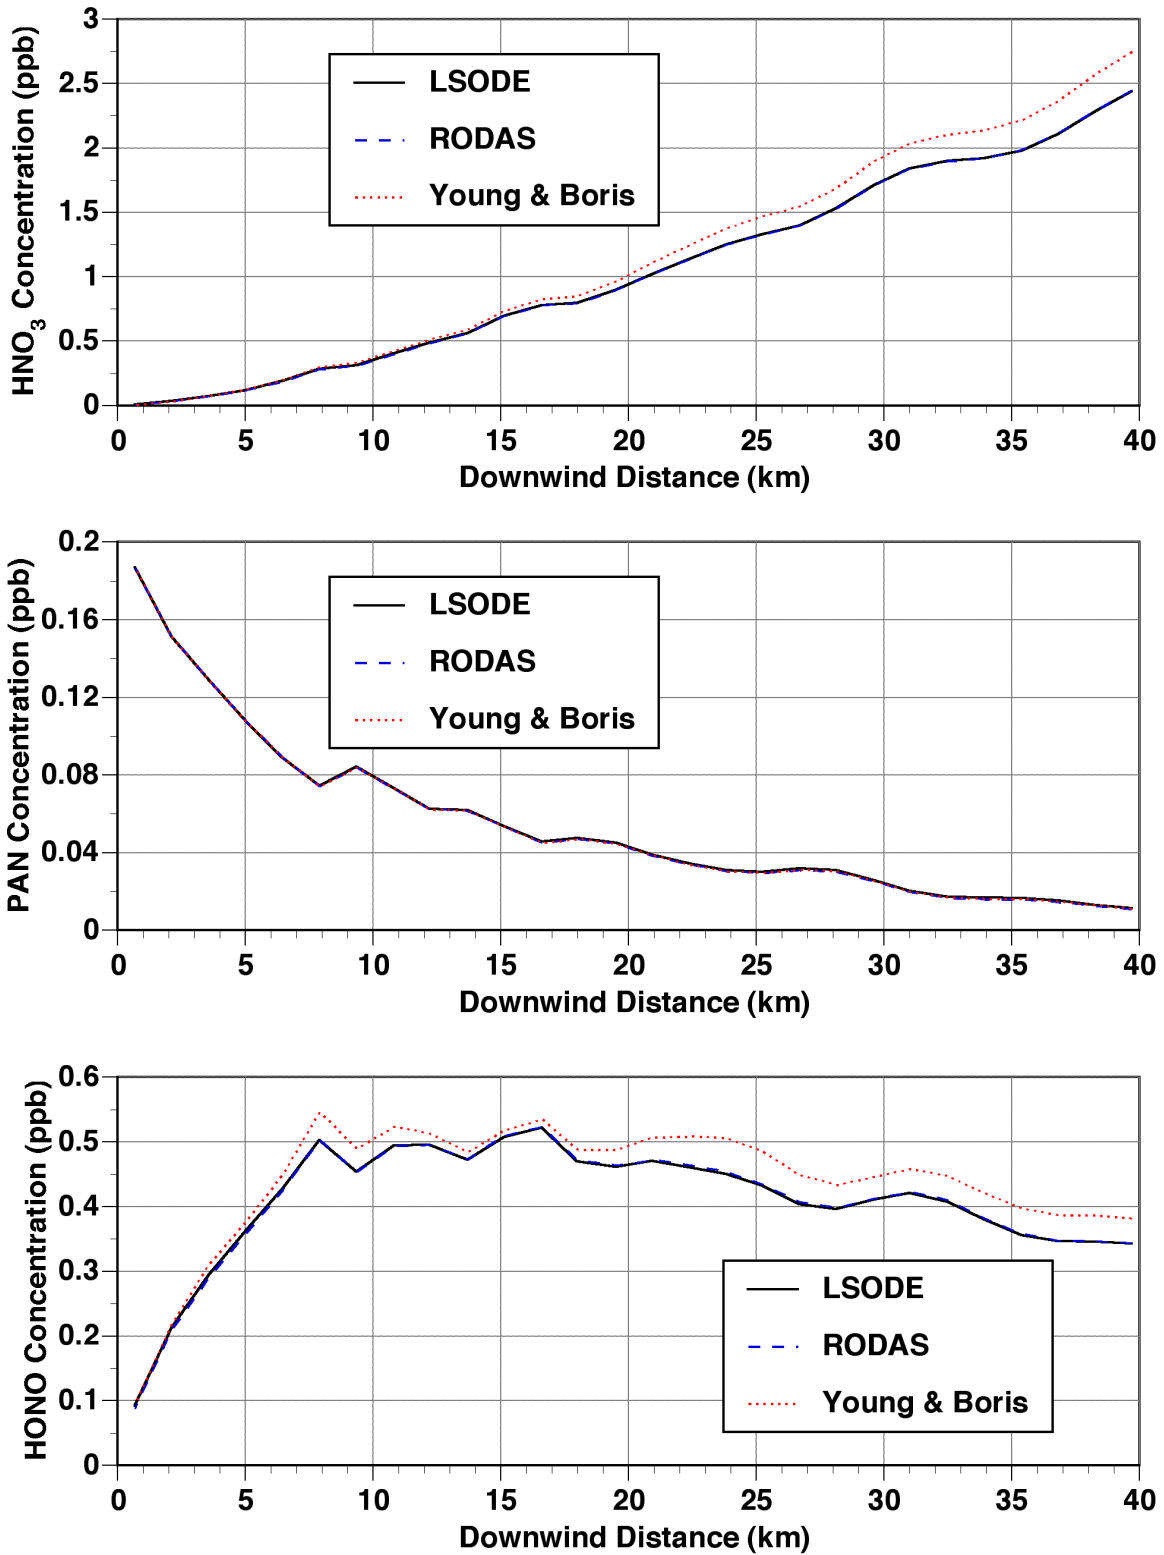 3
2.5
2
1.5
1
0.5
0
HNO3 Concentration (ppb)
LSODE
RODAS
Young & Boris
0 5 10 15 20 25 30 35 40
Downwind Distance (km)
0.2
0.16
0.12
0.08
0.04
0
PAN Concentration (ppb)
LSODE
RODAS
Young & Boris
0 5 10 15 20 25 30 35 40
Downwind Distance (km)
0.6
0.5
0.4
0.3
0.2
0.1
0
HONO Concentration (ppb)
LSODE
RODAS
Young & Boris
0 5 10 15 20 25 30 35 40
Downwind Distance (km)